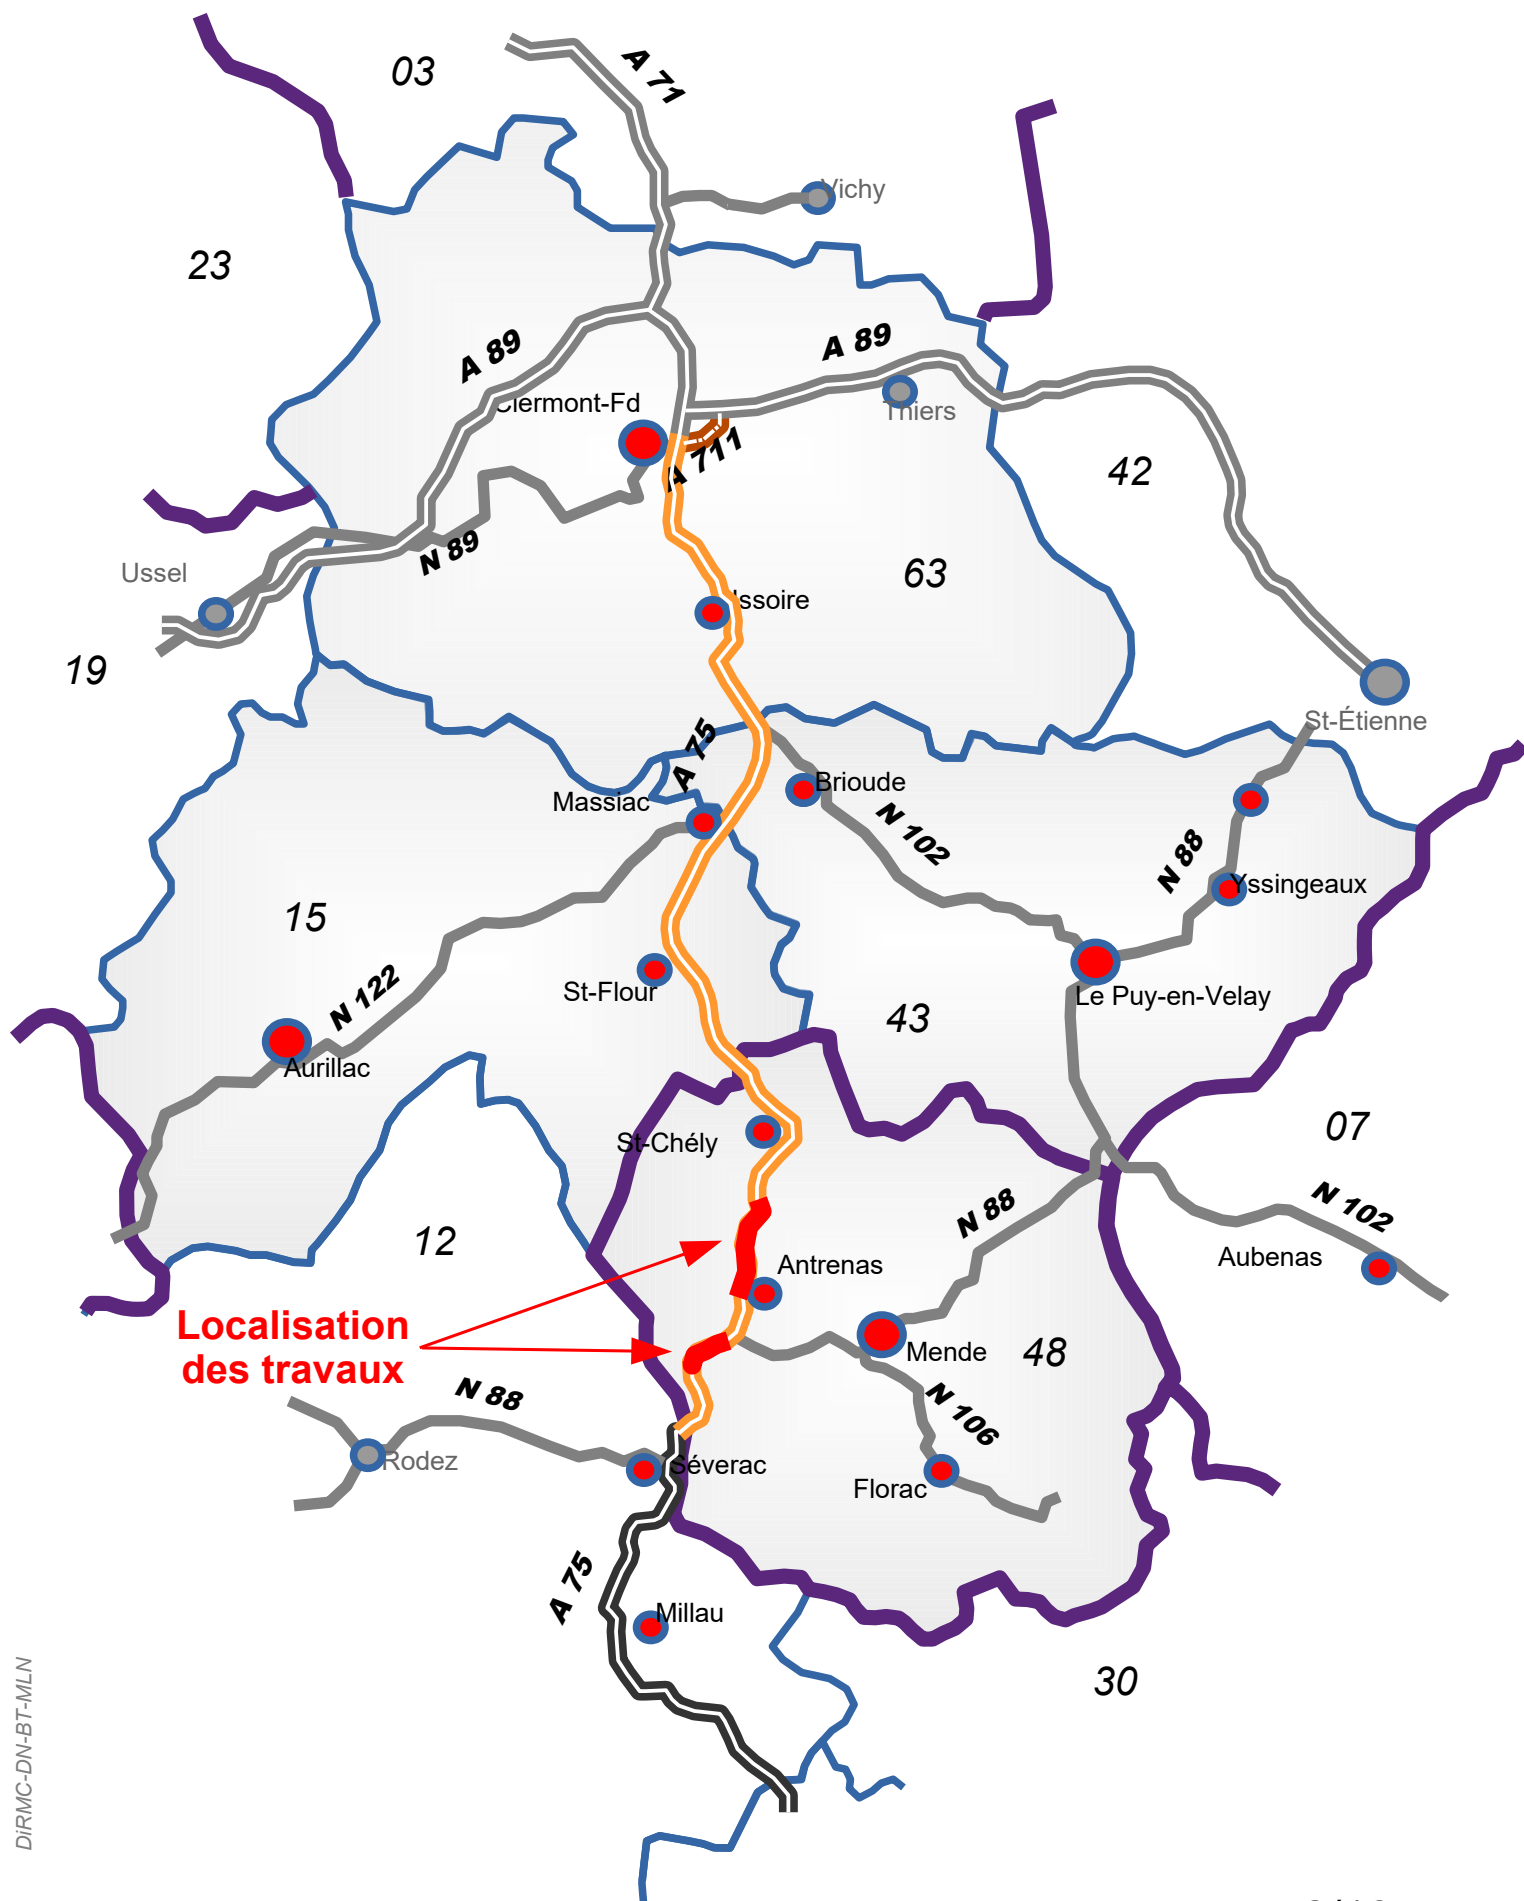 03
A 71
Vichy
23
A 89
A 89
Clermont-Fd
Thiers
A 711
42
N 89
63
Ussel
Issoire
19
St-Étienne
A 75
Massiac
Brioude
N 102
N 88
Yssingeaux
15
St-Flour
N 122
Le Puy-en-Velay
43
Aurillac
St-Chély
07
N 88
N 102
12
Antrenas
Aubenas
Localisation
des travaux
Mende
48
N 88
N 106
Rodez
Séverac
Florac
A 75
Millau
30
DiRMC-DN-BT-MLN